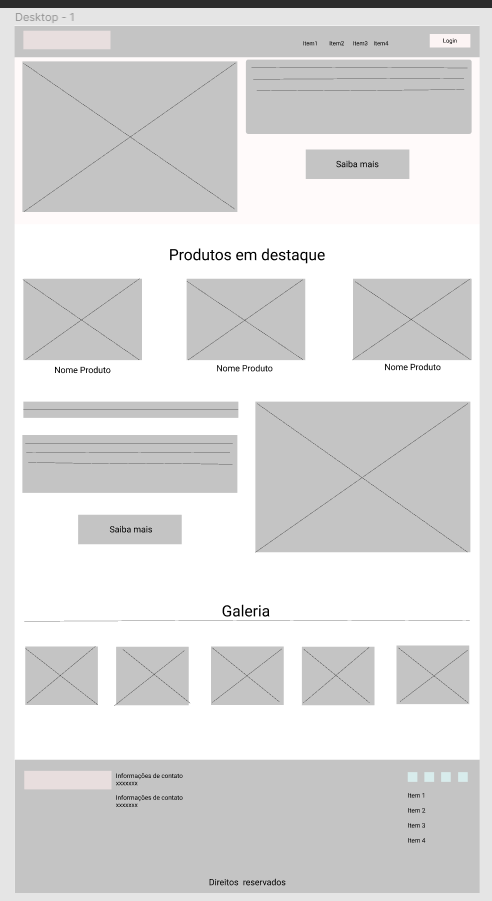 Desktop - 1
Item1 Item2 Item3 Item4
Login
Saiba mais
Produtos em destaque
Nome Produto
Nome Produto
Nome Produto
Saiba mais
Galeria
Informações de contato
xxxxxxx
Informações de contato
xxxxxxx
Item 1
Item 2
Item 3
Item 4
Direitos reservados